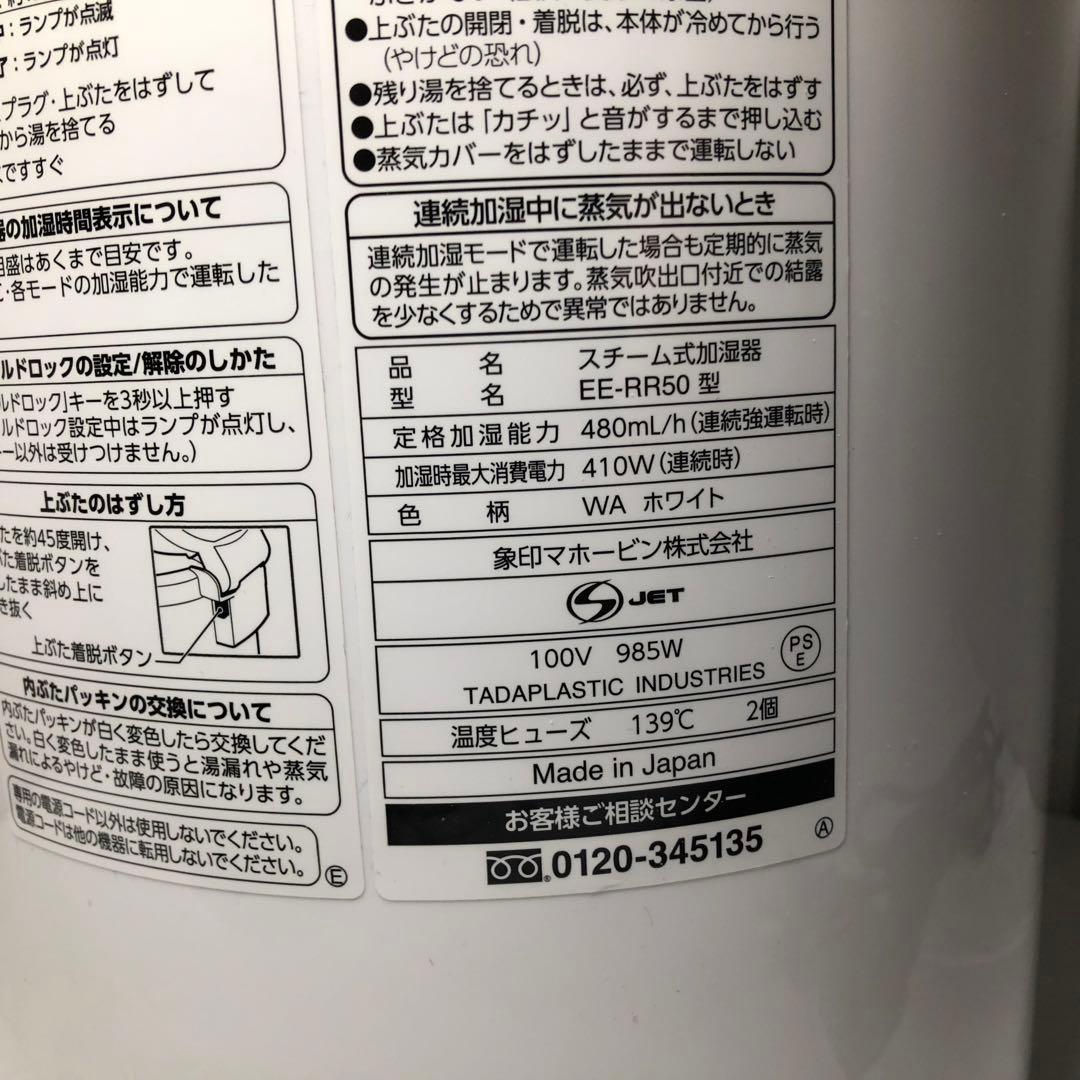 :ランプが点滅
了:ランプが点灯
プラグ・上ぶたをはずして
から湯を捨てる
ですすぐ
器の加湿時間表示について
目盛はあくまで目安です。
各モードの加湿能力で運転した
ルドロックの設定/解除のしかた
ルドロック」キーを3秒以上押す
ルドロック設定中はランプが点灯し、
キー以外は受けつけません。)
上ぶたのはずし方
たを約45度開け、
ぶた着脱ボタンを
したまま斜め上に
き抜く
上ぶた着脱ボタン
内ぶたパッキンの交換について
内ぶたパッキンが白く変色したら交換してくだ
さい。白く変色したまま使うと湯漏れや蒸気
漏れによるやけど・故障の原因になります。
専用の電源コード以外は使用しないでください。
電源コードは他の機器に転用しないでください。
Ⓔ
●上ぶたの開閉・着脱は、本体が冷めてから行う
(やけどの恐れ)
●残り湯を捨てるときは、必ず、上ぶたをはずす
●上ぶたは「カチッ」と音がするまで押し込む
●蒸気カバーをはずしたままで運転しない
連続加湿中に蒸気が出ないとき
連続加湿モードで運転した場合も定期的に蒸気
の発生が止まります。蒸気吹出口付近での結露
を少なくするためで異常ではありません。
品名 スチーム式加湿器
型名 EE-RR50 型
定格加湿能力 480mL/h(連続強運転時)
加湿時最大消費電力 410W(連続時)
色柄 WA ホワイト
象印マホービン株式会社
S JET
100V 985W
PS
E
TADAPLASTIC INDUSTRIES
温度ヒューズ 139℃ 2個
Made in Japan
お客様ご相談センター
0120-345135
Ⓐ